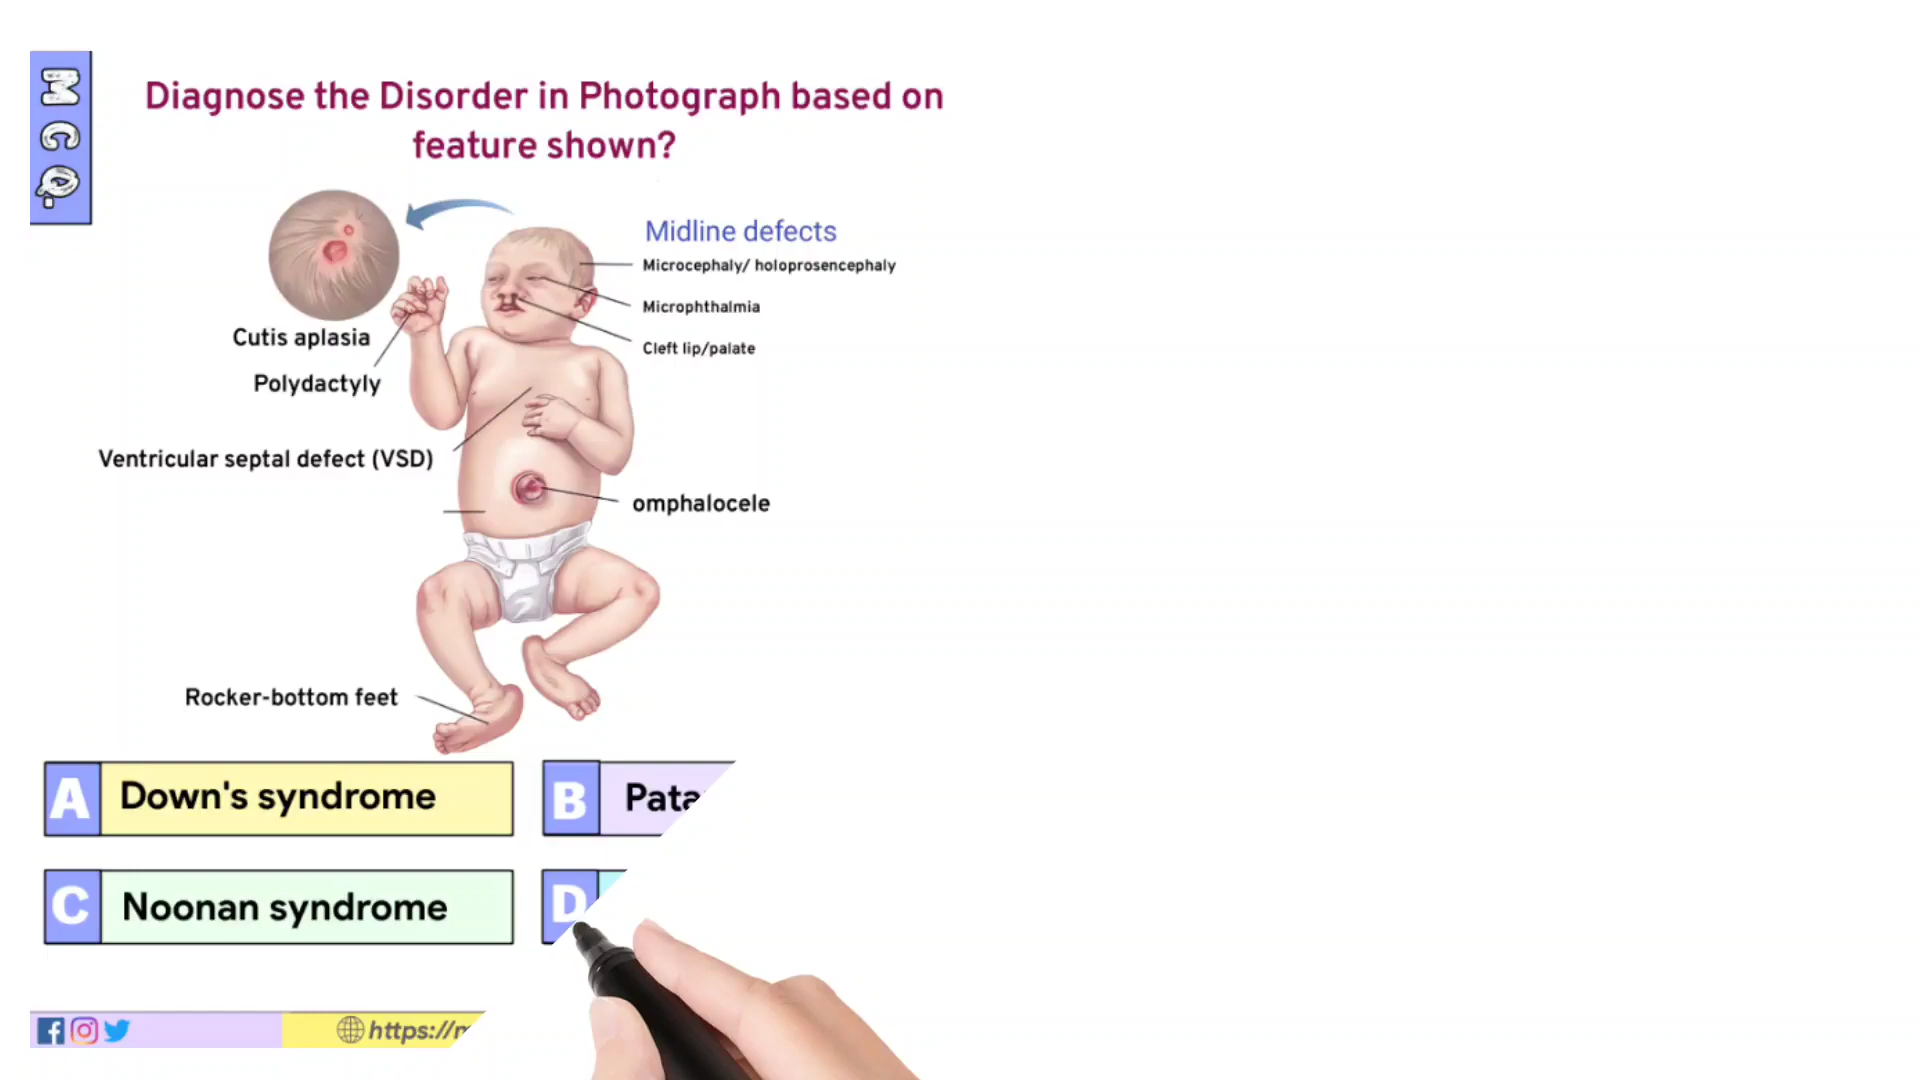 MCQ
Diagnose the Disorder in Photograph based on
feature shown?
Midline defects
Microcephaly/ holoprosencephaly
Microphthalmia
Cleft lip/palate
Cutis aplasia
Polydactyly
Ventricular septal defect (VSD)
omphalocele
Rocker-bottom feet
A Down's syndrome
B
C Noonan syndrome
D